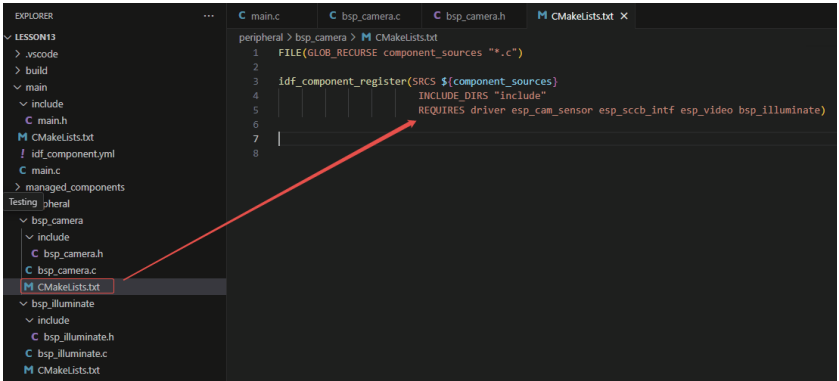 EXPLORER
LESSON13
.vscode
build
main
include
C main.h
M CMakeLists.txt
! idf_component.yml
C main.c
managed_components
Testing
pheral
bsp_camera
include
C bsp_camera.h
C bsp_camera.c
M CMakeLists.txt
bsp_illuminate
include
C bsp_illuminate.h
C bsp_illuminate.c
M CMakeLists.txt
C main.c
C bsp_camera.c
C bsp_camera.h
M CMakeLists.txt
peripheral > bsp_camera > M CMakeLists.txt
1 FILE(GLOB_RECURSE component_sources "*.c")
2
3 idf_component_register(SRCS ${component_sources}
4 INCLUDE_DIRS "include"
5 REQUIRES driver esp_cam_sensor esp_sccb_intf esp_video bsp_illuminate)
6
7
8